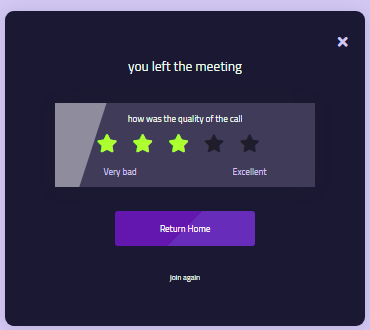 you left the meeting
how was the quality of the call
Very bad
Excellent
Return Home
join again